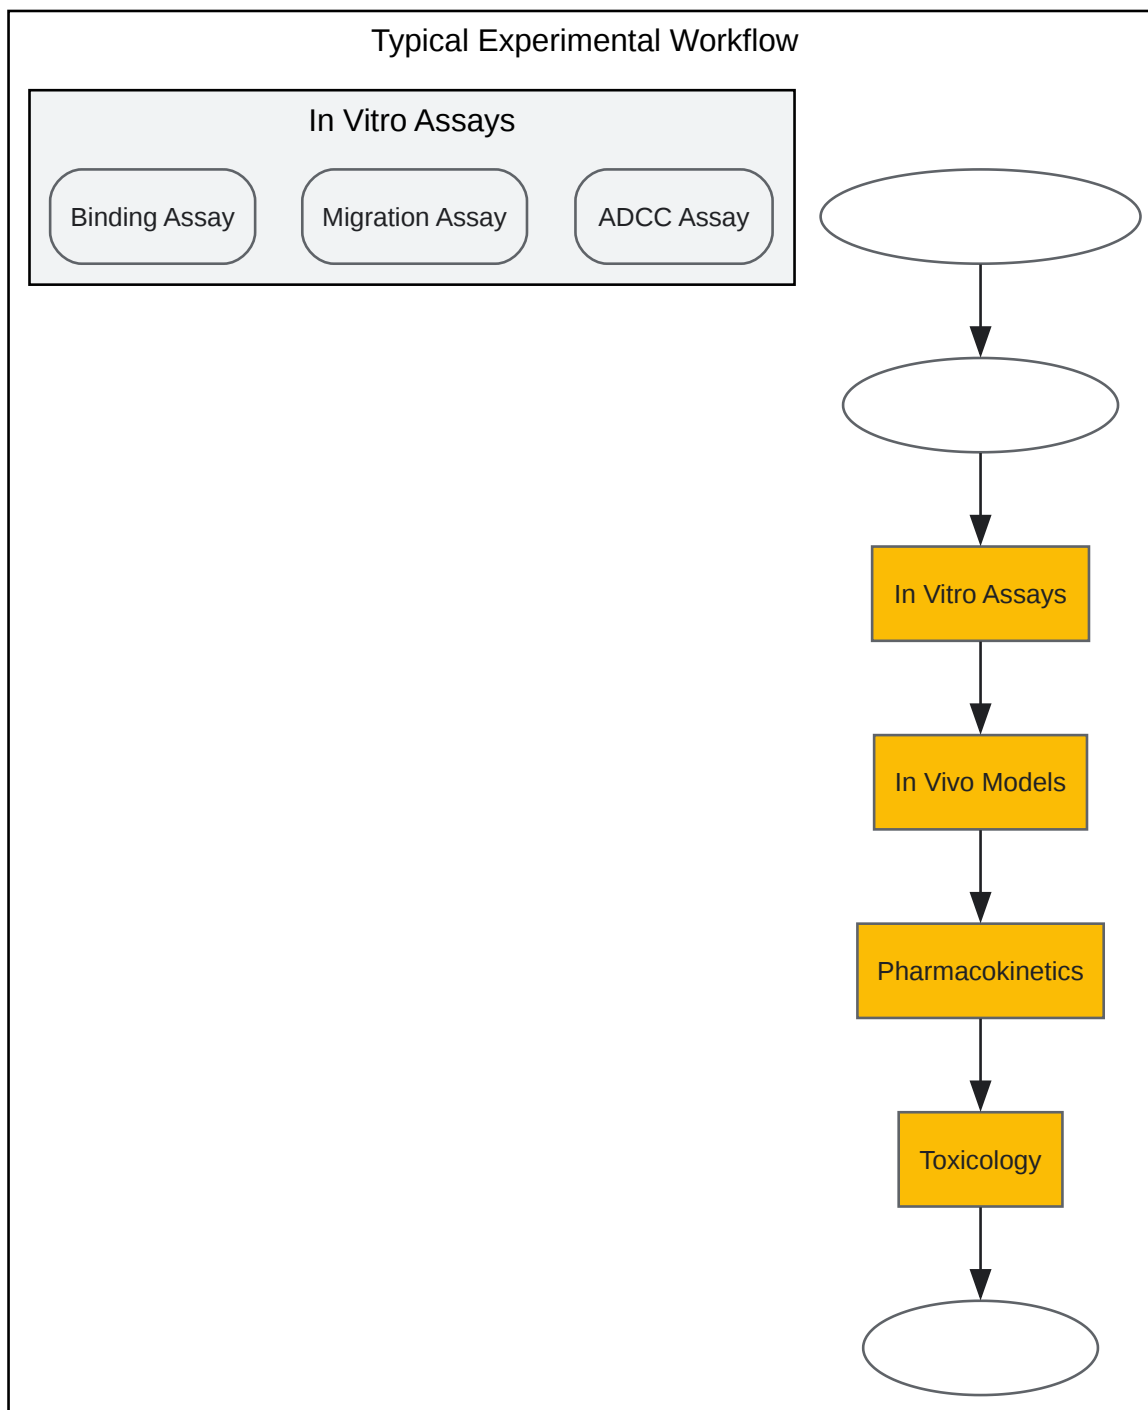 Typical Experimental Workflow
In Vitro Assays
Binding Assay
Migration Assay
ADCC Assay
In Vitro Assays
In Vivo Models
Pharmacokinetics
Toxicology